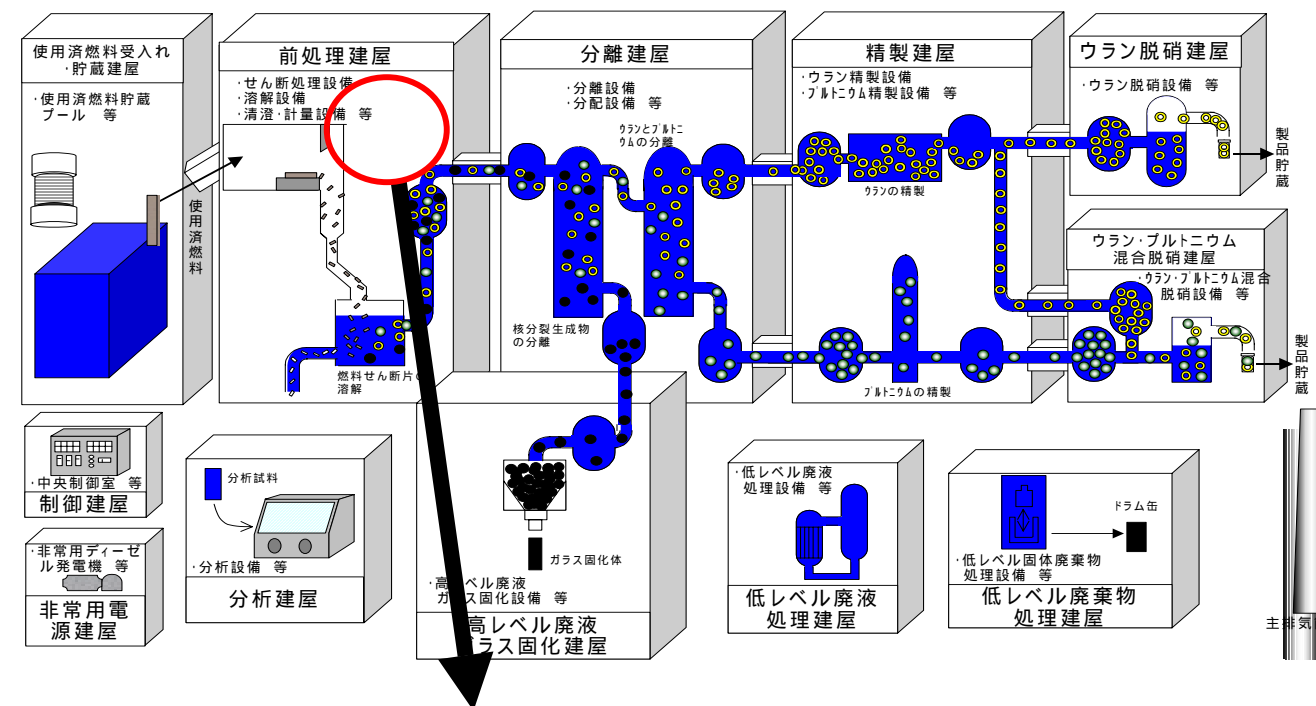 使用済燃料受入れ
・貯蔵建屋
・使用済燃料貯蔵
プール 等
使用済燃料
前処理建屋
・せん断処理設備
・溶解設備
・清澄・計量設備 等
燃料せん断片の
溶解
分離建屋
・分離設備
・分配設備 等
ウランとプルトニ
ウムの分離
核分裂生成物
の分離
精製建屋
・ウラン精製設備
・プルトニウム精製設備 等
ウランの精製
プルトニウムの精製
ウラン脱硝建屋
・ウラン脱硝設備 等
製品貯蔵
ウラン・プルトニウム
混合脱硝建屋
・ウラン・プルトニウム混合
脱硝設備 等
製品貯蔵
・中央制御室 等
制御建屋
・非常用ディーゼ
ル発電機 等
非常用電
源建屋
分析試料
・分析設備 等
分析建屋
ガラス固化体
・高レベル廃液
ガラス固化設備 等
高レベル廃液
ガラス固化建屋
・低レベル廃液
処理設備 等
低レベル廃液
処理建屋
ドラム缶
・低レベル固体廃棄物
処理設備 等
低レベル廃棄物
処理建屋
主排気